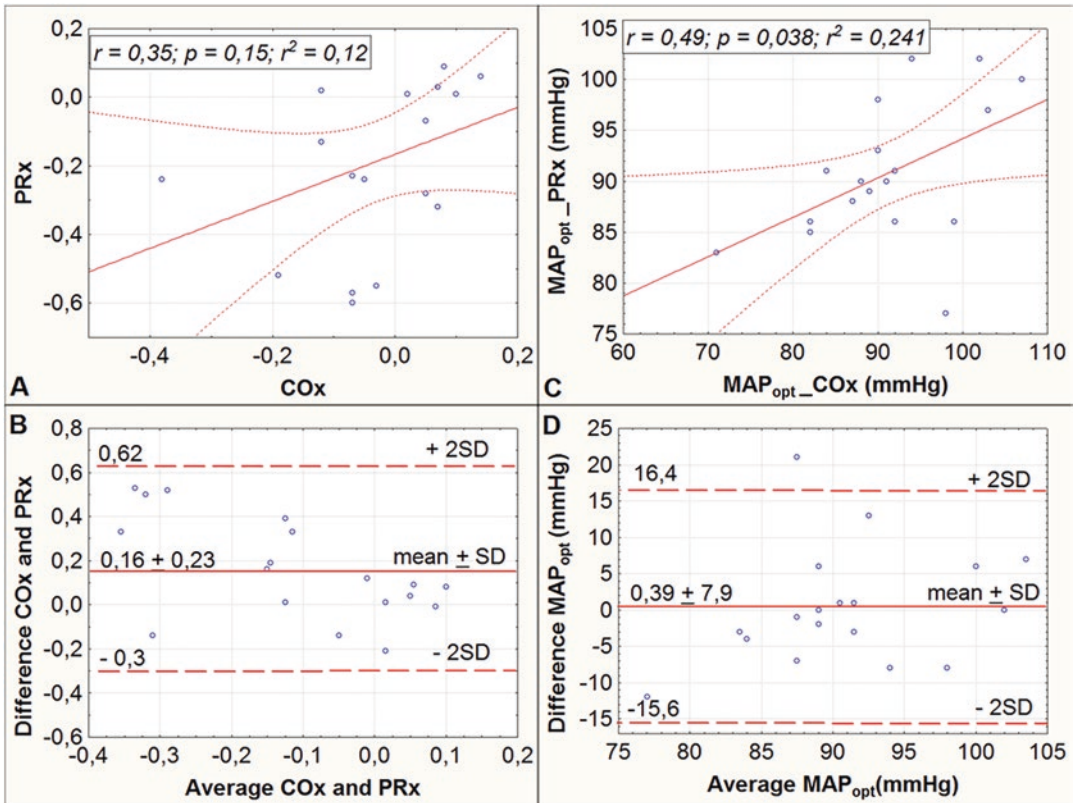 r = 0,35; p = 0,15; r² = 0,12
0,2
0,0
-0,2
-0,4
-0,6
PRx
-0,4
-0,2
0,0
0,2
A
COx
r = 0,49; p = 0,038; r² = 0,241
105
100
95
90
85
80
75
MAPopt_PRx (mmHg)
60
70
80
90
100
110
C
MAPopt_COx (mmHg)
B
0,8
0,6
0,4
0,2
0,0
-0,2
-0,4
-0,6
Difference COx and PRx
0,62
+ 2SD
0,16 ± 0,23
mean ± SD
- 0,3
- 2SD
-0,4
-0,3
-0,2
-0,1
0,0
0,1
0,2
Average COx and PRx
D
25
20
15
10
5
0
-5
-10
-15
Difference MAPopt (mmHg)
16,4
+ 2SD
0,39 ± 7,9
mean ± SD
-15,6
- 2SD
75
80
85
90
95
100
105
Average MAPopt(mmHg)